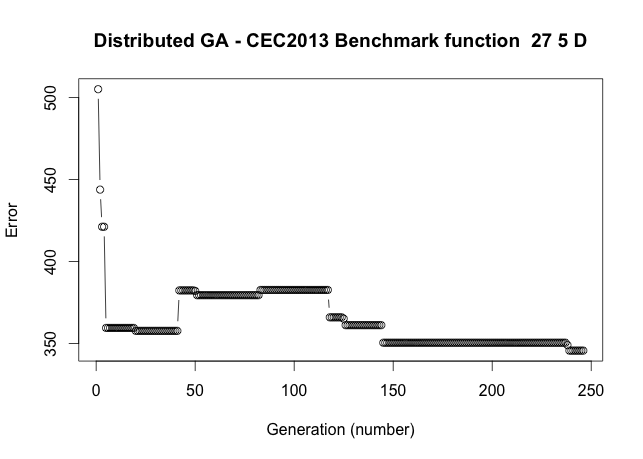 Distributed GA - CEC2013 Benchmark function 27 5 D
500
450
400
350
Error
0 50 100 150 200 250
Generation (number)